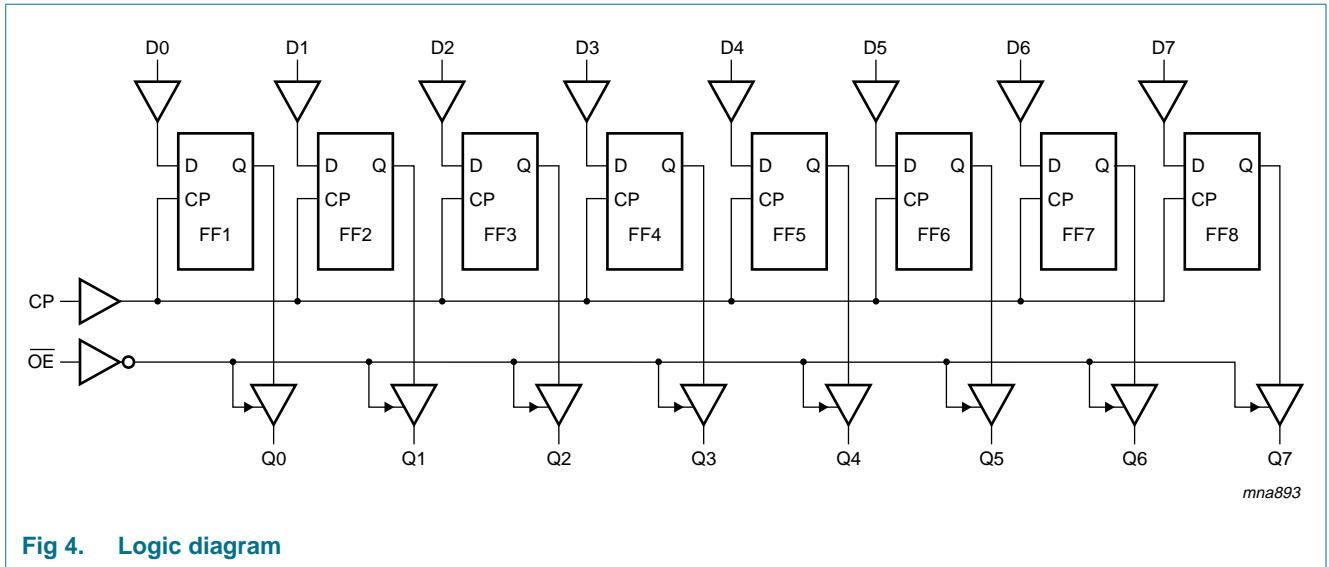 D0 D1 D2 D3 D4 D5 D6 D7
D Q D Q D Q D Q D Q D Q D Q D Q
CP CP CP CP CP CP CP CP
FF1 FF2 FF3 FF4 FF5 FF6 FF7 FF8
CP
O̅E̅
Q0 Q1 Q2 Q3 Q4 Q5 Q6 Q7
mna893
Fig 4. Logic diagram